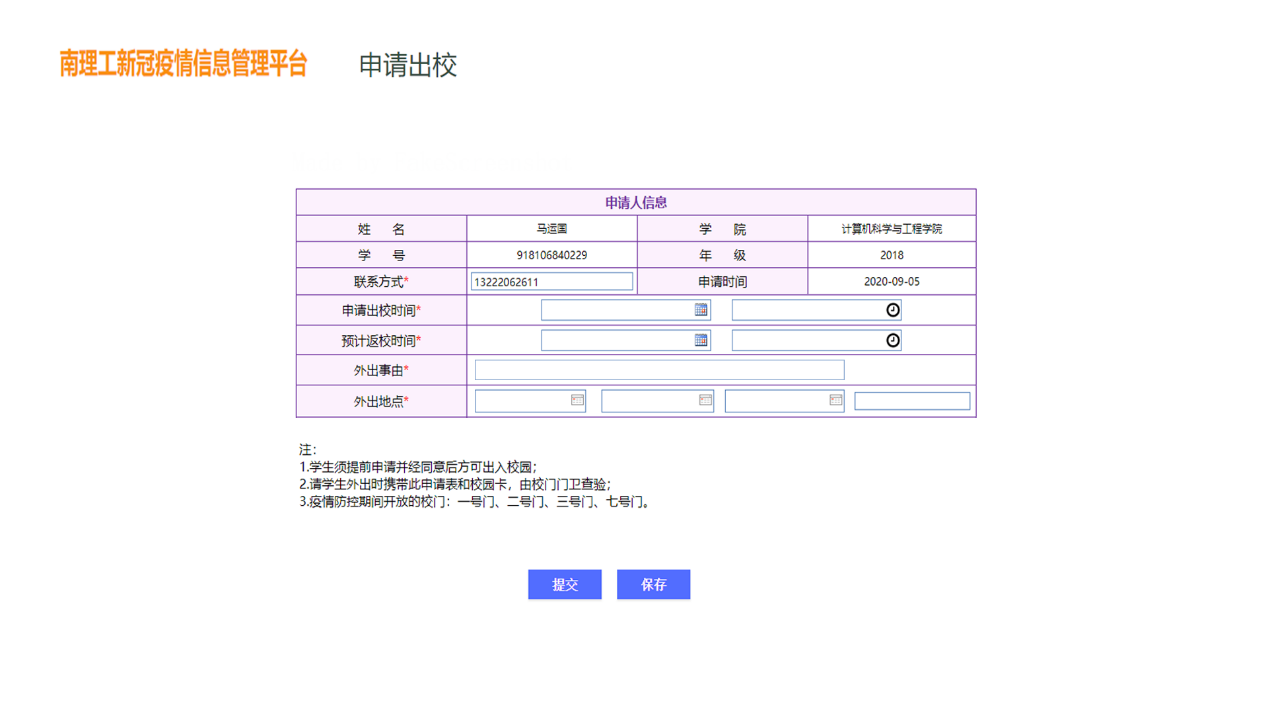 南理工新冠疫情信息管理平台 申请出校
申请人信息
姓 名 马运国 学 院 计算机科学与工程学院
学 号 918106840229 年 级 2018
联系方式* 13222062611 申请时间 2020-09-05
申请出校时间*
预计返校时间*
外出事由*
外出地点*
注：
1.学生须提前申请并经同意后方可出入校园；
2.请学生外出时携带此申请表和校园卡，由校门门卫查验；
3.疫情防控期间开放的校门：一号门、二号门、三号门、七号门。
提交 保存